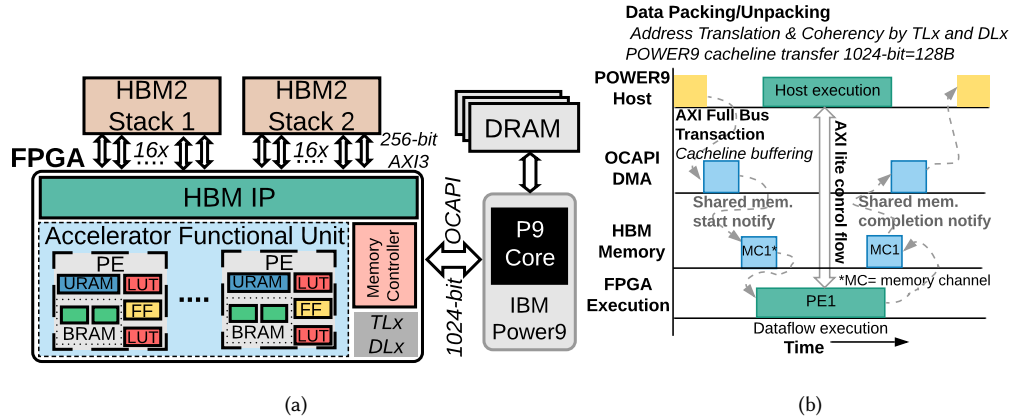 HBM2
Stack 1
HBM2
Stack 2
16x
....
16x
....
256-bit
AXI3
FPGA
HBM IP
Accelerator Functional Unit
PE
URAM
LUT
FF
BRAM
LUT
....
PE
URAM
LUT
FF
BRAM
LUT
Memory
Controller
TLx
DLx
1024-bit
OCAPI
DRAM
P9
Core
IBM
Power9
(a)
Data Packing/Unpacking
Address Translation & Coherency by TLx and DLx
POWER9 cacheline transfer 1024-bit=128B
POWER9
Host
Host execution
AXI Full Bus
Transaction
Cacheline buffering
OCAPI
DMA
AXI lite conrol flow
Shared mem.
start notify
Shared mem.
completion notify
HBM
Memory
MC1*
MC1
*MC= memory channel
FPGA
Execution
PE1
Dataflow execution
Time
(b)